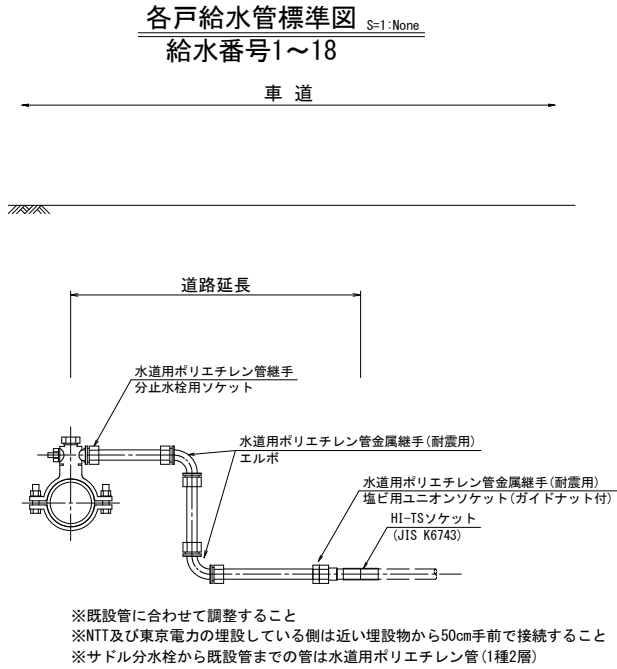 各戸給水管標準図 S=1:None
給水番号1～18
車 道
道路延長
水道用ポリエチレン管継手
分止水栓用ソケット
水道用ポリエチレン管金属継手(耐震用)
エルボ
水道用ポリエチレン管金属継手(耐震用)
塩ビ用ユニオンソケット(ガイドナット付)
HI-TSソケット
(JIS K6743)
※既設管に合わせて調整すること
※NTT及び東京電力の埋設している側は近い埋設物から50cm手前で接続すること
※サドル分水栓から既設管までの管は水道用ポリエチレン管(1種2層)